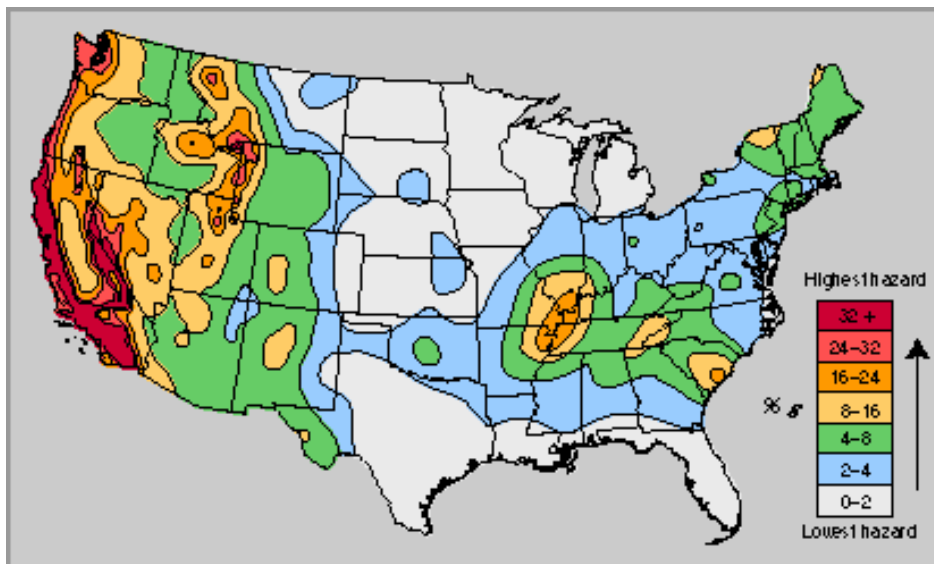 Highest hazard
32 +
24-32
16-24
% g
8-16
4-8
2-4
0-2
Lowest hazard